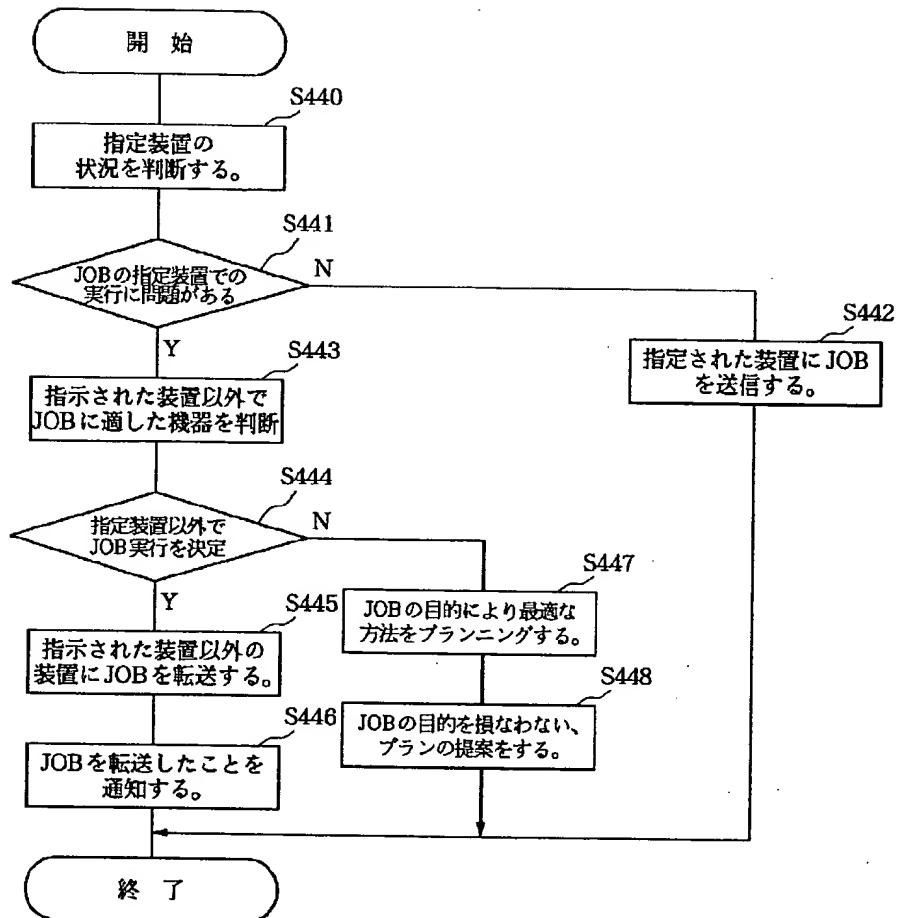 開 始
S440
指定装置の
状況を判断する。
S441
JOBの指定装置での
実行に問題がある
N
Y
S442
指定された装置にJOB
を送信する。
S443
指示された装置以外で
JOBに適した機器を判断
S444
指定装置以外で
JOB実行を決定
N
Y
S447
JOBの目的により最適な
方法をプランニングする。
S445
指示された装置以外の
装置にJOBを転送する。
S448
JOBの目的を損なわない、
プランの提案をする。
S446
JOBを転送したことを
通知する。
終 了